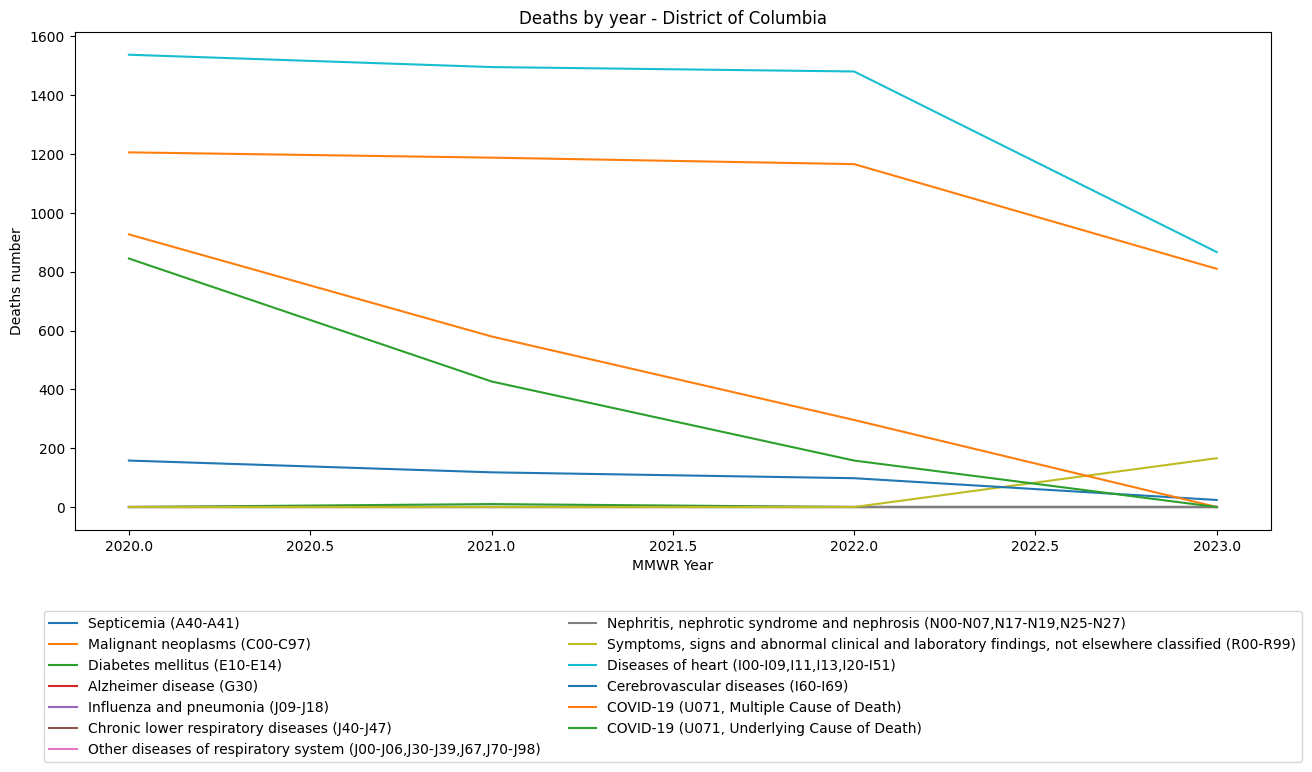 Deaths by year - District of Columbia
1600
1400
1200
1000
800
600
400
200
0
Deaths number
2020.0 2020.5 2021.0 2021.5 2022.0 2022.5 2023.0
MMWR Year
Septicemia (A40-A41)
Malignant neoplasms (C00-C97)
Diabetes mellitus (E10-E14)
Alzheimer disease (G30)
Influenza and pneumonia (J09-J18)
Chronic lower respiratory diseases (J40-J47)
Other diseases of respiratory system (J00-J06,J30-J39,J67,J70-J98)
Nephritis, nephrotic syndrome and nephrosis (N00-N07,N17-N19,N25-N27)
Symptoms, signs and abnormal clinical and laboratory findings, not elsewhere classified (R00-R99)
Diseases of heart (I00-I09,I11,I13,I20-I51)
Cerebrovascular diseases (I60-I69)
COVID-19 (U071, Multiple Cause of Death)
COVID-19 (U071, Underlying Cause of Death)